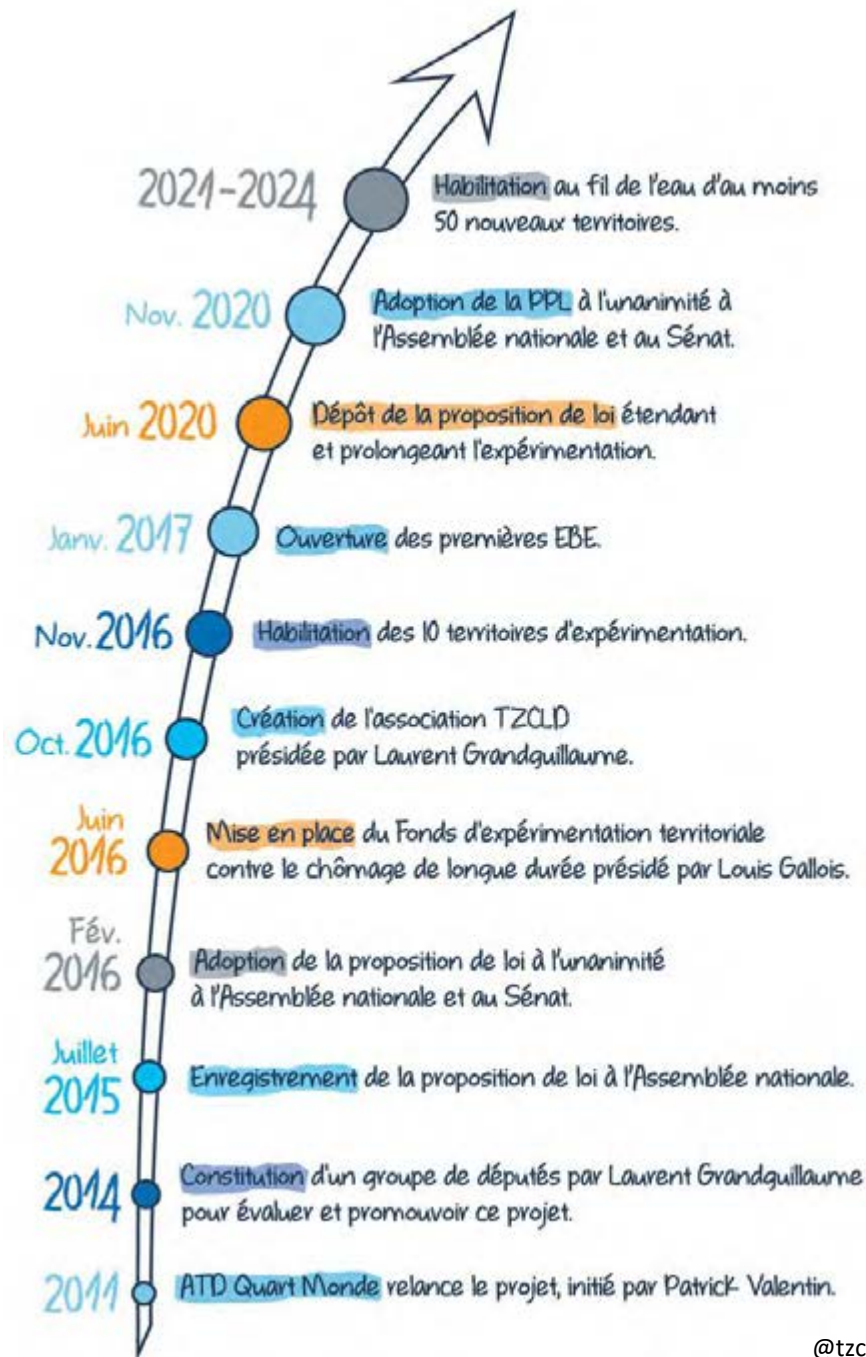 2021-2024
Habilitation au fil de l'eau d'au moins
50 nouveaux territoires.
Nov. 2020
Adoption de la PPL à l'unanimité à
l'Assemblée nationale et au Sénat.
Juin 2020
Dépôt de la proposition de loi étendant
et prolongeant l'expérimentation.
Janv. 2017
Ouverture des premières EBE.
Nov. 2016
Habilitation des 10 territoires d'expérimentation.
Oct. 2016
Création de l'association TZCLD
présidée par Laurent Grandguillaume.
Juin
2016
Mise en place du Fonds d'expérimentation territoriale
contre le chômage de longue durée présidé par Louis Gallois.
Fév.
2016
Adoption de la proposition de loi à l'unanimité
à l'Assemblée nationale et au Sénat.
Juillet
2015
Enregistrement de la proposition de loi à l'Assemblée nationale.
2014
Constitution d'un groupe de députés par Laurent Grandguillaume
pour évaluer et promouvoir ce projet.
2011
ATD Quart Monde relance le projet, initié par Patrick Valentin.
@tzc